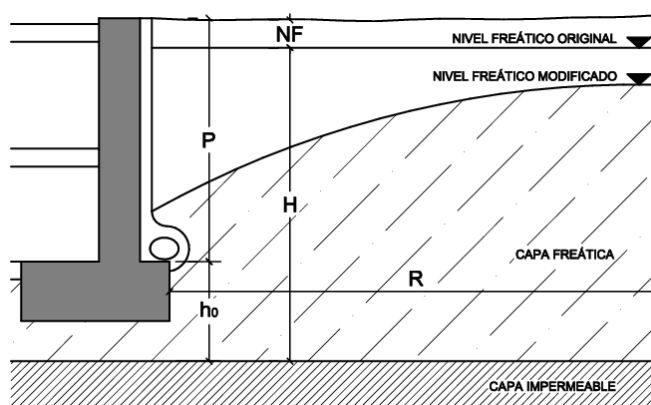 NF
NIVEL FREÁTICO ORIGINAL
NIVEL FREÁTICO MODIFICADO
P
H
CAPA FREÁTICA
R
h0
CAPA IMPERMEABLE